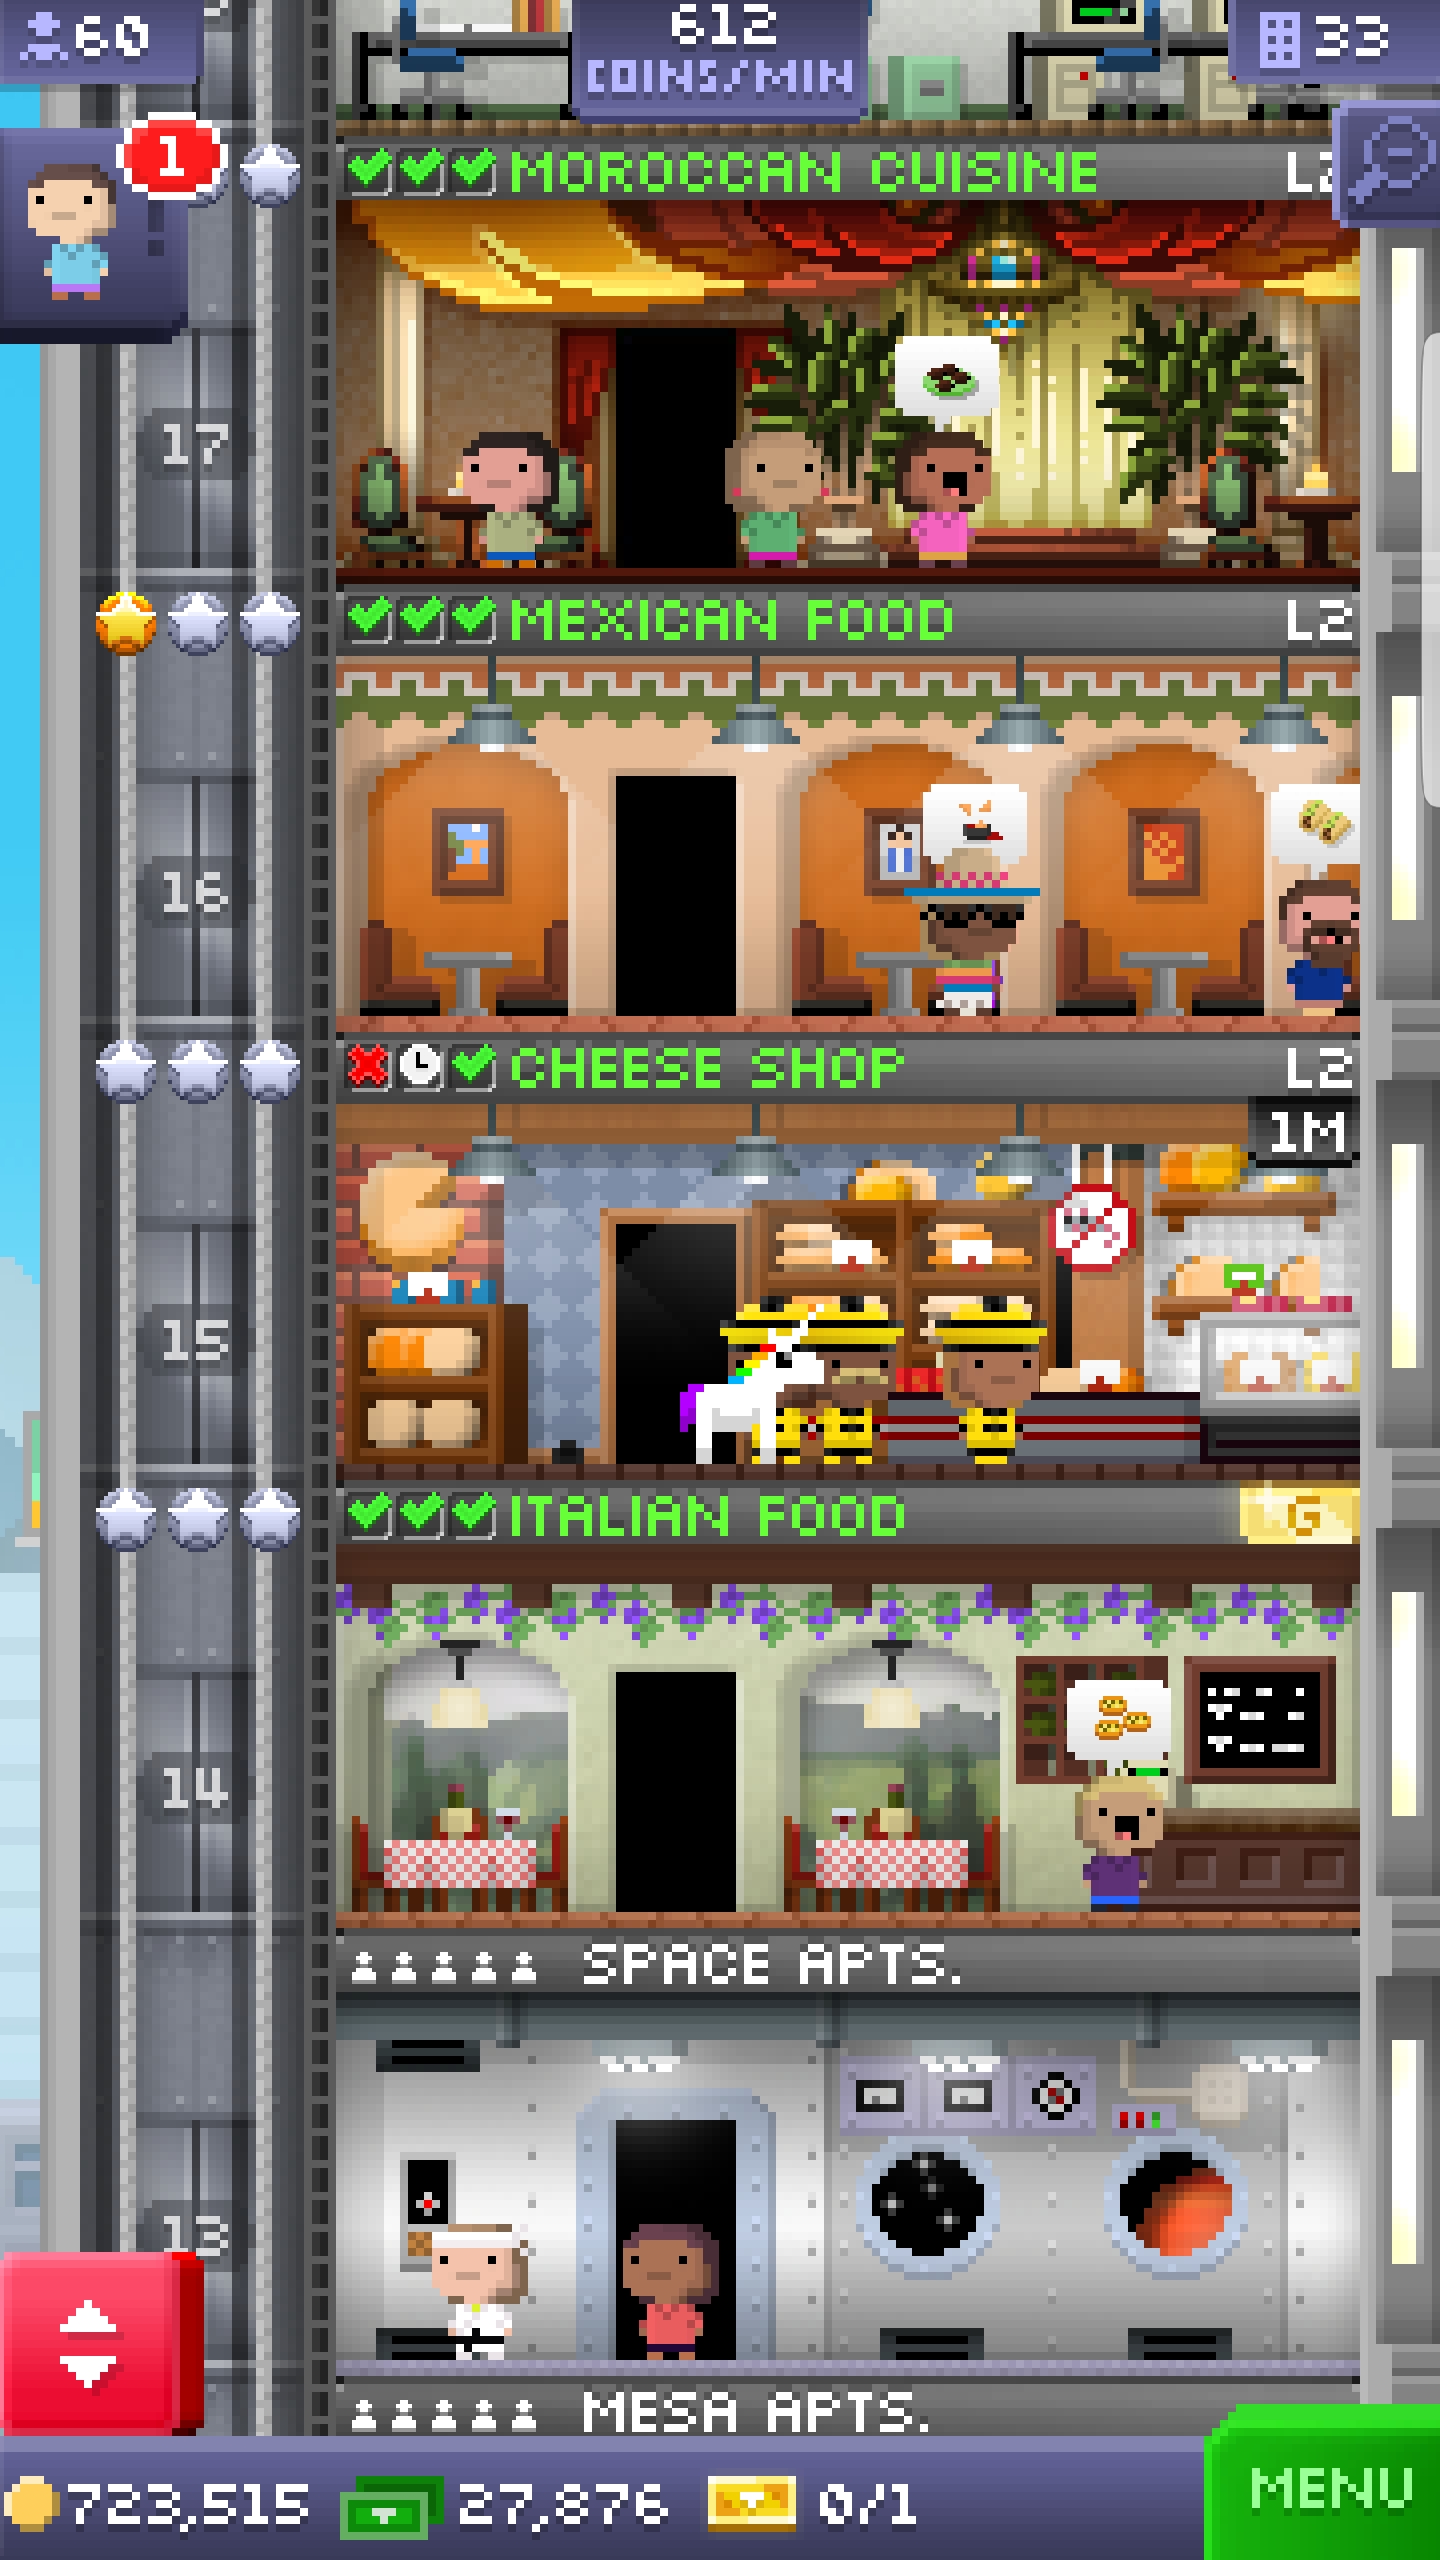 60
612
COINS/MIN
33
1
MOROCCAN CUISINE
17
MEXICAN FOOD L2
16
CHEESE SHOP L2
1M
15
ITALIAN FOOD G
14
SPACE APTS.
13
MESA APTS.
723,515 27,876 0/1
MENU